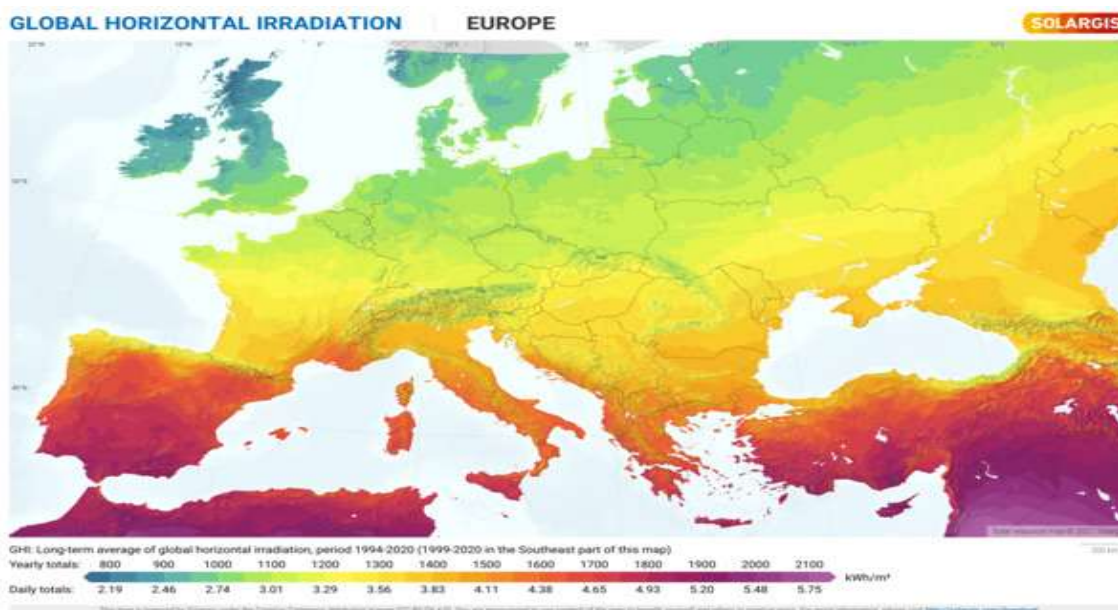 GLOBAL HORIZONTAL IRRADIATION EUROPE
SOLARGIS
GHI: Long-term average of global horizontal irradiation, period 1994-2020 (1999-2020 in the Southeast part of this map)
Yearly totals: 800 900 1000 1100 1200 1300 1400 1500 1600 1700 1800 1900 2000 2100 kWh/m²
Daily totals: 2.19 2.46 2.74 3.01 3.29 3.56 3.83 4.11 4.38 4.65 4.93 5.20 5.48 5.75